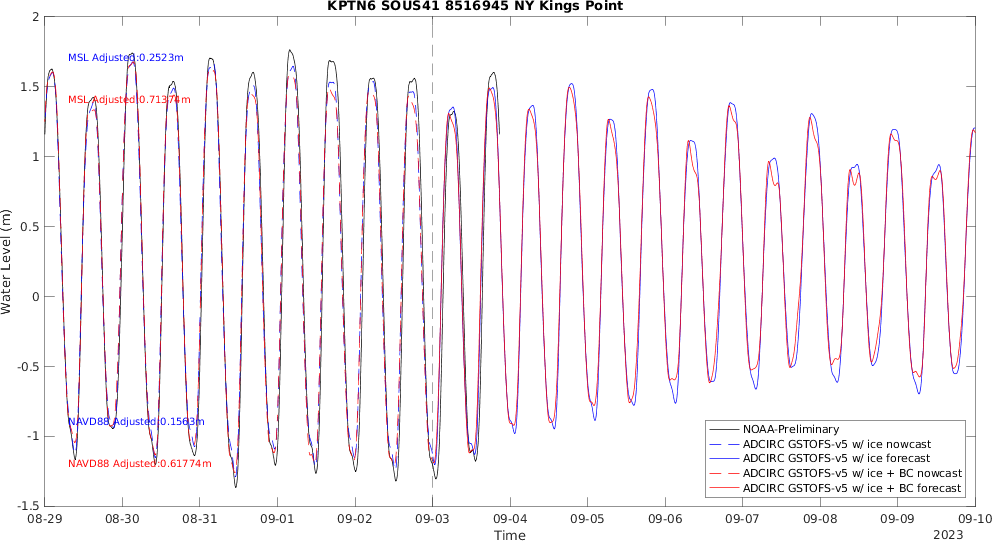 KPTN6 SOUS41 8516945 NY Kings Point
2
1.5
1
0.5
0
-0.5
-1
-1.5
Water Level (m)
MSL Adjusted:0.2523m
MSL Adjusted:0.71374m
NAVD88 Adjusted:0.1563m
NAVD88 Adjusted:0.61774m
NOAA-Preliminary
ADCIRC GSTOFS-v5 w/ ice nowcast
ADCIRC GSTOFS-v5 w/ ice forecast
ADCIRC GSTOFS-v5 w/ ice + BC nowcast
ADCIRC GSTOFS-v5 w/ ice + BC forecast
08-29 08-30 08-31 09-01 09-02 09-03 09-04 09-05 09-06 09-07 09-08 09-09 09-10
Time
2023